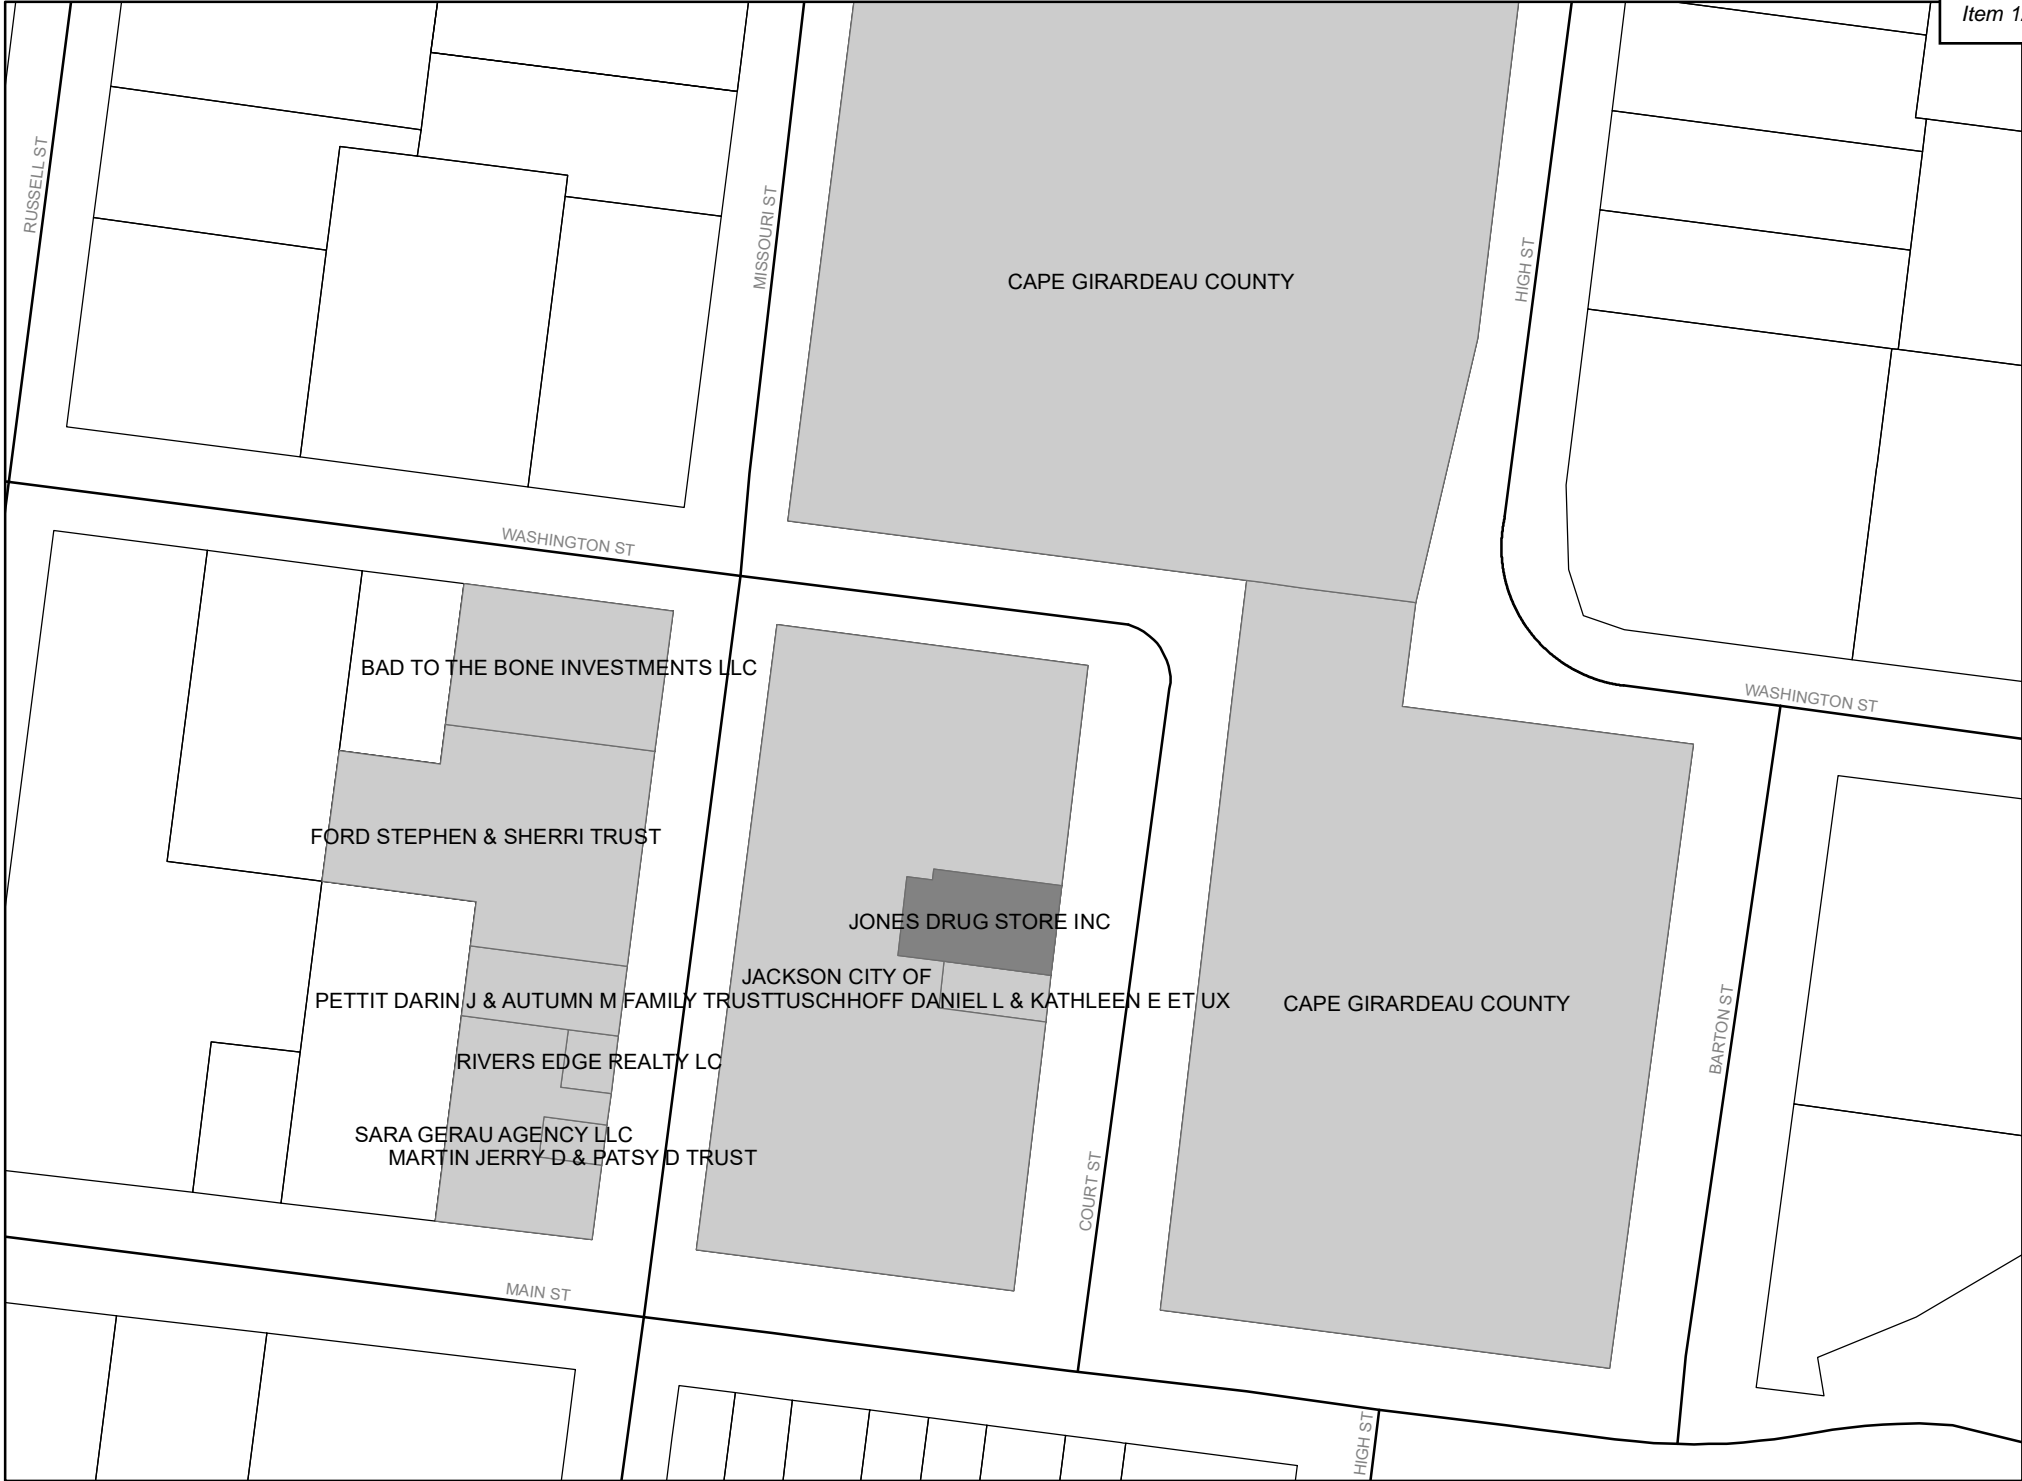 Item 1
RUSSELL ST
MISSOURI ST
HIGH ST
CAPE GIRARDEAU COUNTY
WASHINGTON ST
BAD TO THE BONE INVESTMENTS LLC
WASHINGTON ST
FORD STEPHEN & SHERRI TRUST
JONES DRUG STORE INC
JACKSON CITY OF
PETTIT DARIN J & AUTUMN M FAMILY TRUST
TUSCHHOFF DANIEL L & KATHLEEN E ET UX
CAPE GIRARDEAU COUNTY
BARTON ST
RIVERS EDGE REALTY LC
SARA GERAU AGENCY LLC
MARTIN JERRY D & PATSY D TRUST
COURT ST
MAIN ST
HIGH ST